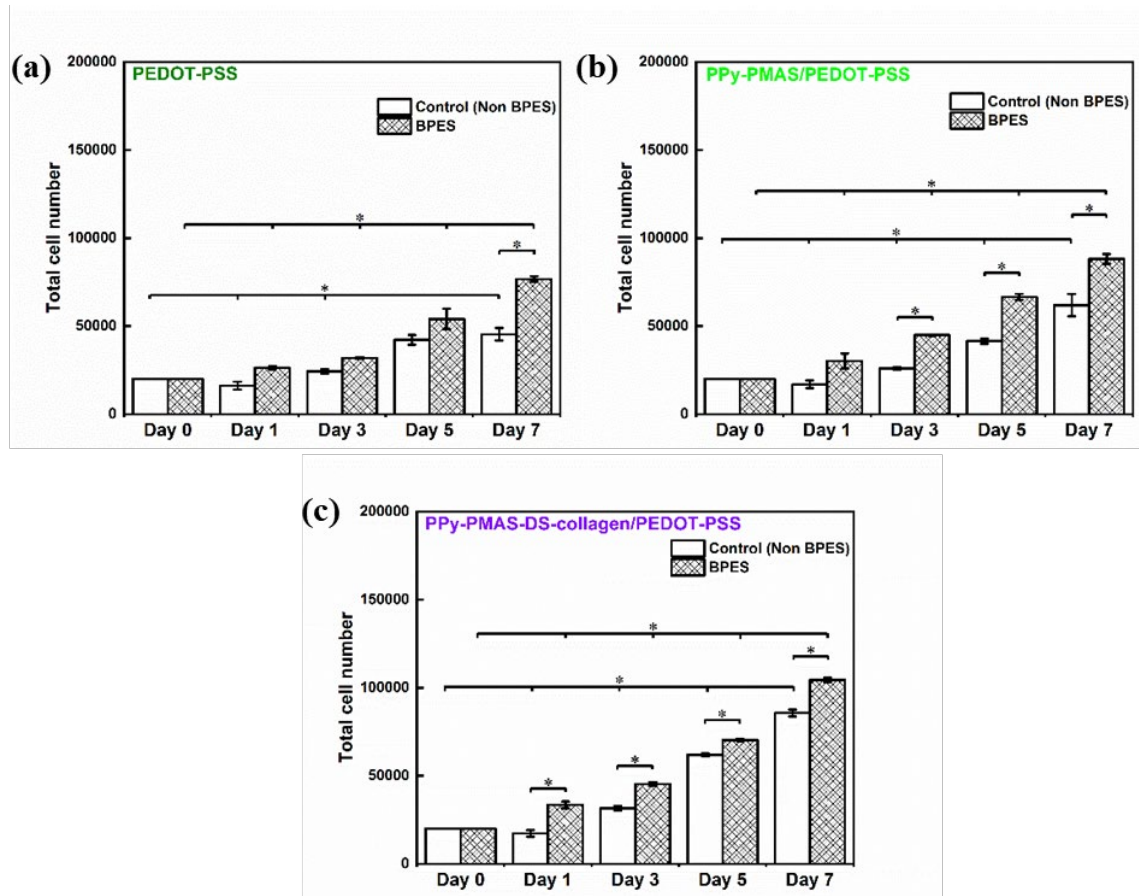 (a)
PEDOT-PSS
Control (Non BPES)
BPES
Total cell number
200000
150000
100000
50000
0
*
*
*
Day 0 Day 1 Day 3 Day 5 Day 7
(b)
PPy-PMAS/PEDOT-PSS
Control (Non BPES)
BPES
Total cell number
200000
150000
100000
50000
0
*
*
*
*
*
Day 0 Day 1 Day 3 Day 5 Day 7
(c)
PPy-PMAS-DS-collagen/PEDOT-PSS
Control (Non BPES)
BPES
Total cell number
200000
150000
100000
50000
0
*
*
*
*
*
*
Day 0 Day 1 Day 3 Day 5 Day 7